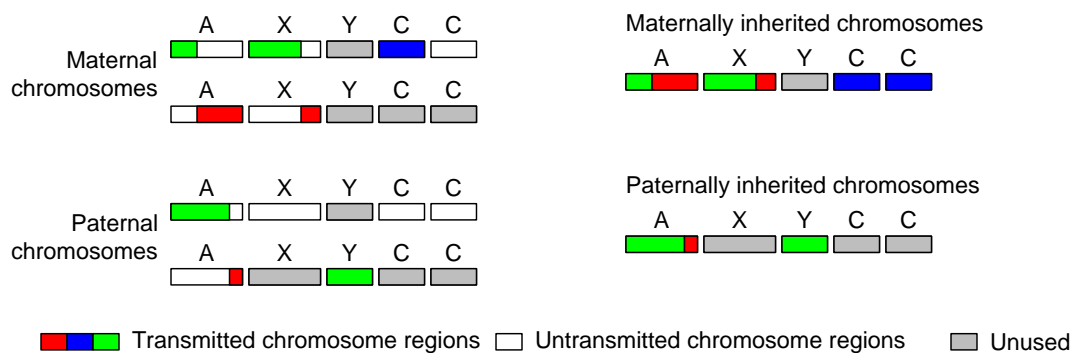 A X Y C C
Maternal
chromosomes
A X Y C C
Maternally inherited chromosomes
A X Y C C
A X Y C C
Paternal
chromosomes
A X Y C C
Paternally inherited chromosomes
A X Y C C
Transmitted chromosome regions Untransmitted chromosome regions Unused